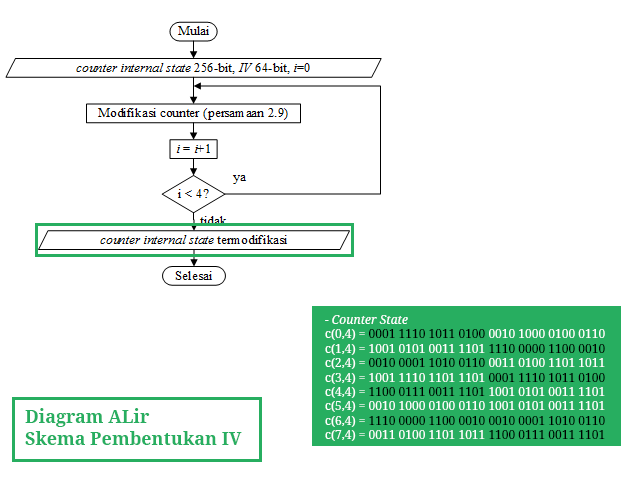 Mulai
counter internal state 256-bit, IV 64-bit, i=0
Modifikasi counter (persamaan 2.9)
i = i+1
ya
i < 4?
tidak
counter internal state termodifikasi
Selesai
- Counter State
c(0,4) = 0001 1110 1011 0100 0010 1000 0100 0110
c(1,4) = 1001 0101 0011 1101 1110 0000 1100 0010
c(2,4) = 0010 0001 1010 0110 0011 0100 1101 1011
c(3,4) = 1001 1110 1101 1101 0001 1110 1011 0100
c(4,4) = 1100 0111 0011 1101 1001 0101 0011 1101
c(5,4) = 0010 1000 0100 0110 1001 0101 0011 1101
c(6,4) = 1110 0000 1100 0010 0010 0001 1010 0110
c(7,4) = 0011 0100 1101 1011 1100 0111 0011 1101
Diagram ALir
Skema Pembentukan IV